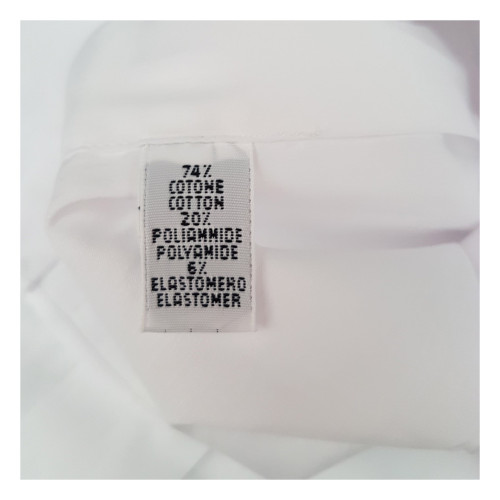 74%
COTONE
COTTON
20%
POLIAMMIDE
POLYAMIDE
6%
ELASTOMERO
ELASTOMER